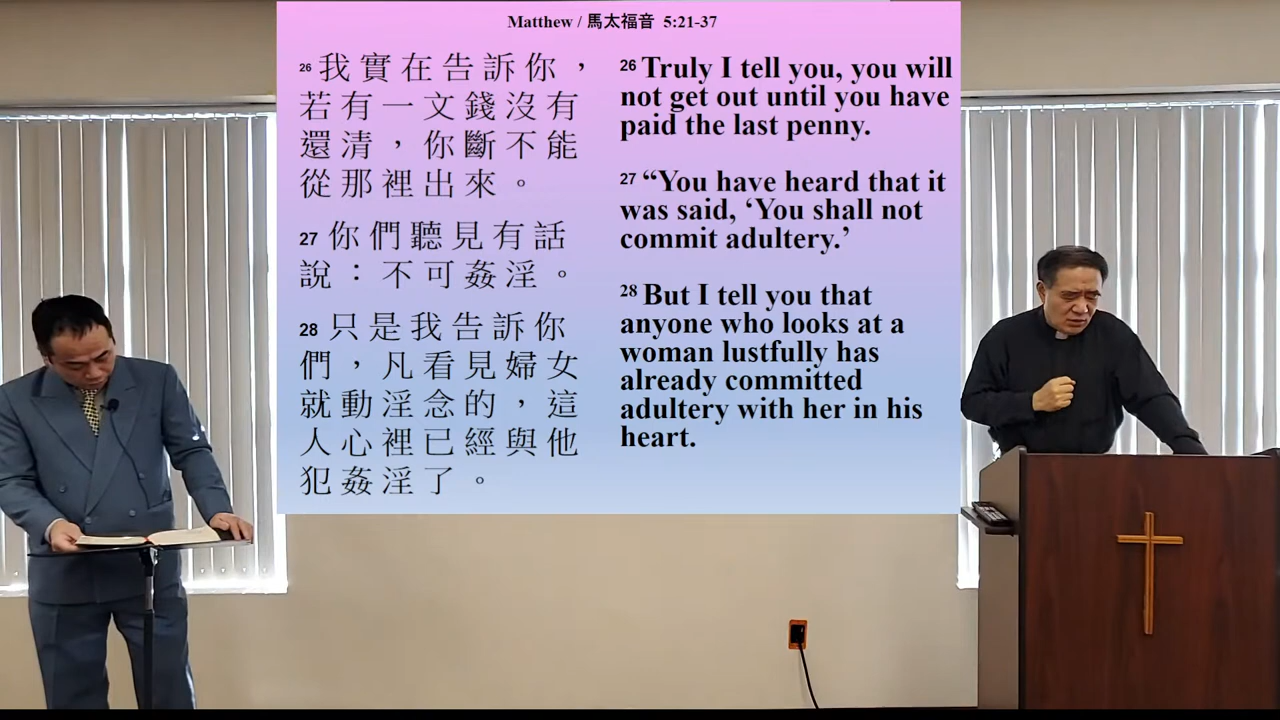 Matthew / 馬太福音 5:21-37
26 我實在告訴你，
若有一文錢沒有
還清，你斷不能
從那裡出來。
27 你們聽見有話
說：不可姦淫。
28 只是我告訴你
們，凡看見婦女
就動淫念的，這
人心裡已經與他
犯姦淫了。
26 Truly I tell you, you will
not get out until you have
paid the last penny.
27 “You have heard that it
was said, ‘You shall not
commit adultery.’
28 But I tell you that
anyone who looks at a
woman lustfully has
already committed
adultery with her in his
heart.